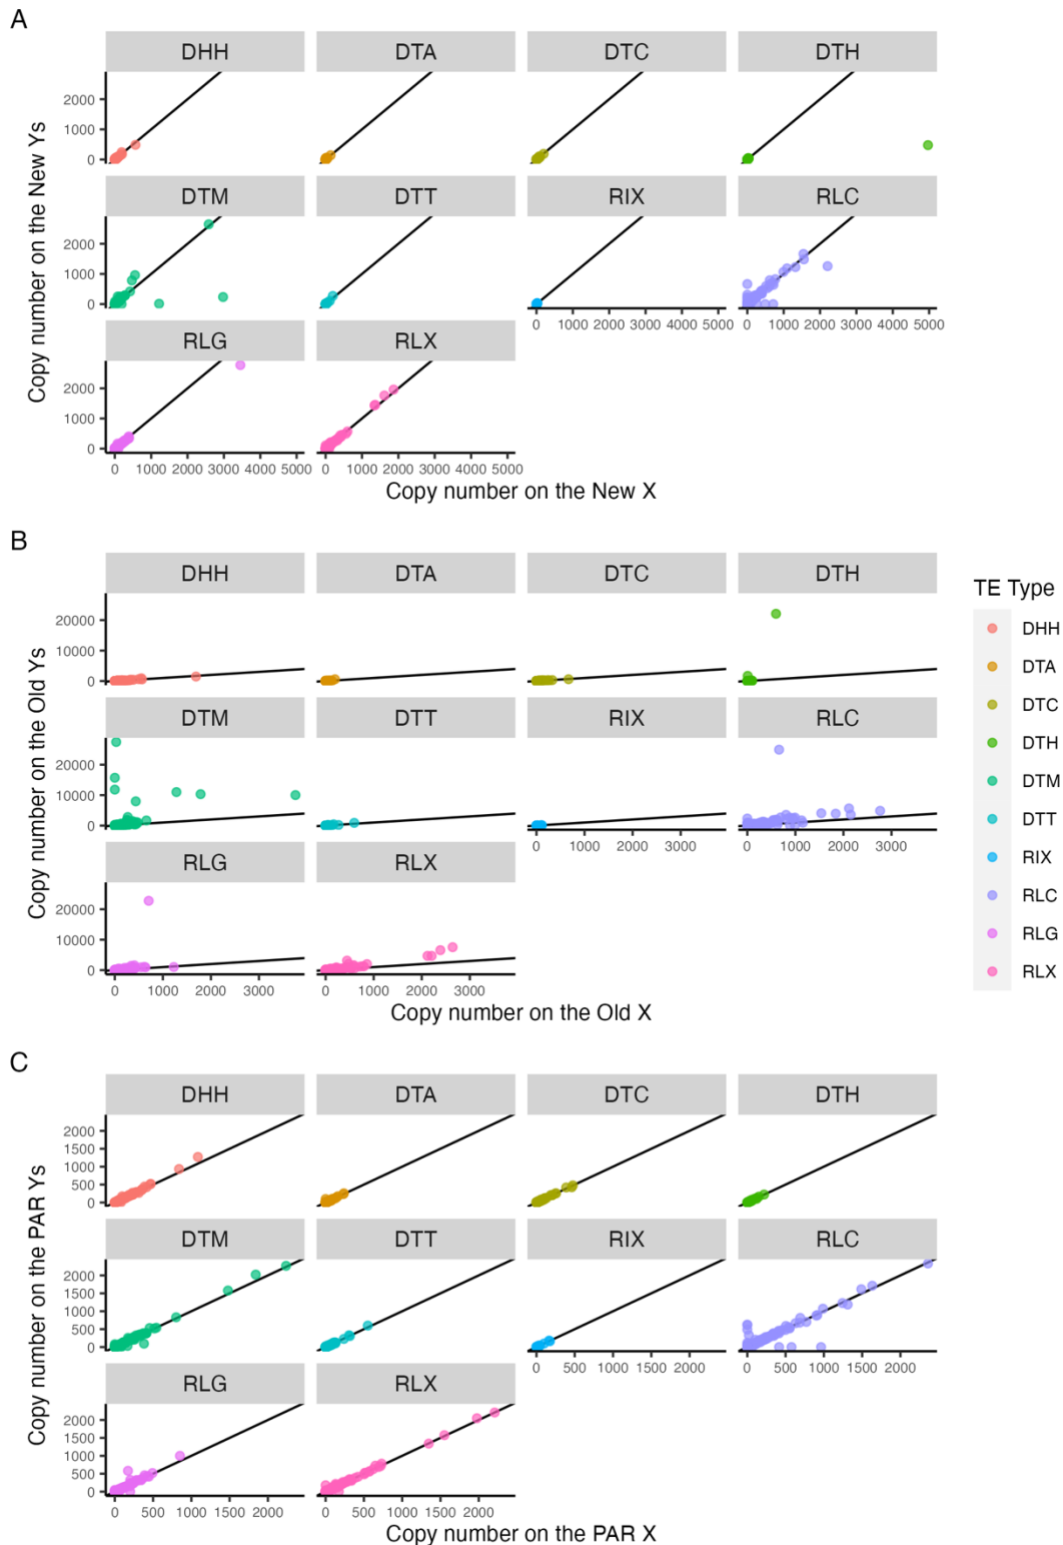 A
DHH DTA DTC DTH
2000
1000
0
DTM DTT RIX RLC
2000
1000
0
0 1000 2000 3000 4000 5000 0 1000 2000 3000 4000 5000
RLG RLX
2000
1000
0
0 1000 2000 3000 4000 5000 0 1000 2000 3000 4000 5000
Copy number on the New Ys
Copy number on the New X
B
DHH DTA DTC DTH
20000
10000
0
DTM DTT RIX RLC
20000
10000
0
0 1000 2000 3000 0 1000 2000 3000
RLG RLX
20000
10000
0
0 1000 2000 3000 0 1000 2000 3000
Copy number on the Old Ys
Copy number on the Old X
TE Type
DHH
DTA
DTC
DTH
DTM
DTT
RIX
RLC
RLG
RLX
C
DHH DTA DTC DTH
2000
1500
1000
500
0
DTM DTT RIX RLC
2000
1500
1000
500
0
0 500 1000 1500 2000 0 500 1000 1500 2000
RLG RLX
2000
1500
1000
500
0
0 500 1000 1500 2000 0 500 1000 1500 2000
Copy number on the PAR Ys
Copy number on the PAR X